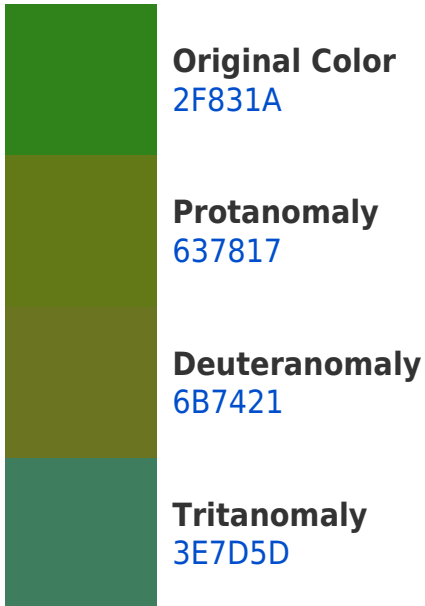 Original Color
2F831A
Protanomaly
637817
Deuteranomaly
6B7421
Tritanomaly
3E7D5D